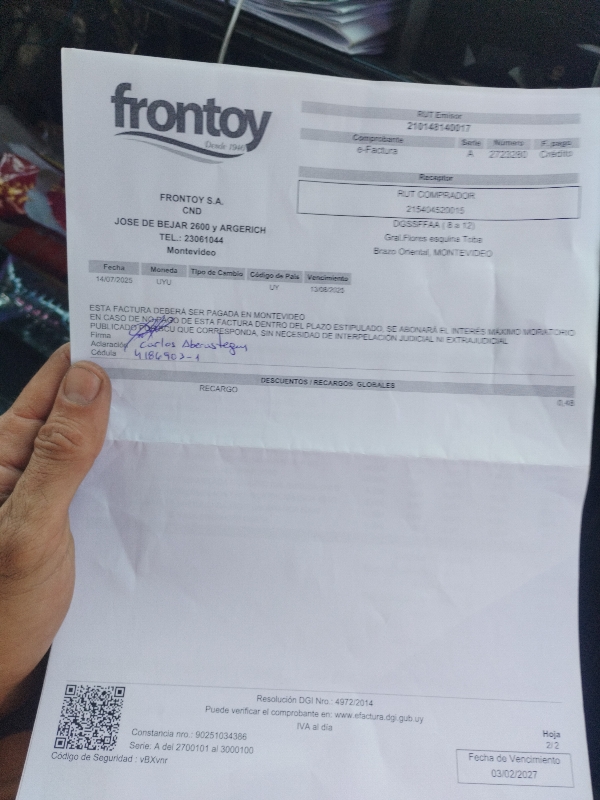 frontoy
Desde 1946
FRONTOY S.A.
CND
JOSE DE BEJAR 2600 y ARGERICH
TEL.: 23061044
Montevideo
RUT Emisor
210148140017
Comprobante Serie Número F. pago
e-Factura A 2723280 Crédito
Receptor
RUT COMPRADOR
215404520015
DGSSFFAA ( 8 a 12)
Gral.Flores esquina Toba
Brazo Oriental, MONTEVIDEO
Fecha Moneda Tipo de Cambio Código de País Vencimiento
14/07/2025 UYU UY 13/08/2025
ESTA FACTURA DEBERÁ SER PAGADA EN MONTEVIDEO
EN CASO DE NO PAGO DE ESTA FACTURA DENTRO DEL PLAZO ESTIPULADO, SE ABONARÁ EL INTERÉS MÁXIMO MORATORIO
PUBLICADO BCU QUE CORRESPONDA, SIN NECESIDAD DE INTERPELACIÓN JUDICIAL NI EXTRAJUDICIAL
Firma
Aclaración Carlos Aberastegui
Cédula 4184907-1
DESCUENTOS / RECARGOS GLOBALES
RECARGO 0,48
Resolución DGI Nro.: 4972/2014
Puede verificar el comprobante en: www.efactura.dgi.gub.uy
IVA al día
Constancia nro.: 90251034386
Serie: A del 2700101 al 3000100
Código de Seguridad : vBXvnr
Hoja
2/2
Fecha de Vencimiento
03/02/2027